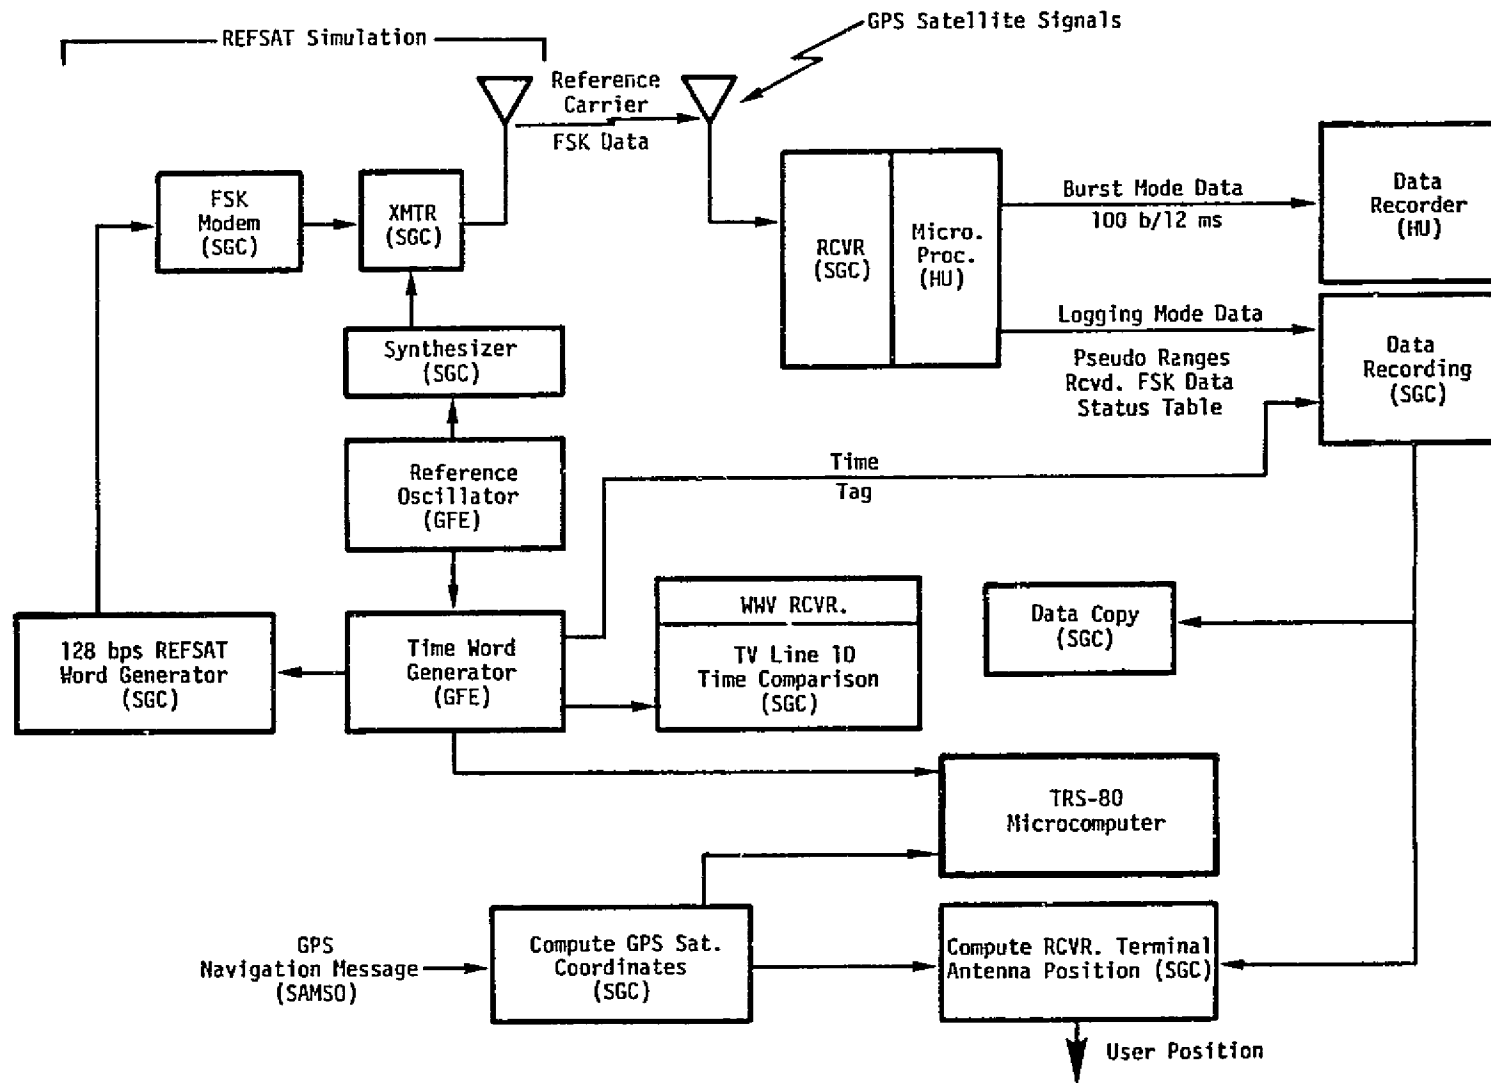 GPS Satellite Signals
REFSAT Simulation
Reference
Carrier
FSK Data
FSK
Modem
(SGC)
XMTR
(SGC)
RCVR
(SGC)
Micro.
Proc.
(HU)
Burst Mode Data
100 b/12 ms
Data
Recorder
(HU)
Logging Mode Data
Pseudo Ranges
Rcvd. FSK Data
Status Table
Data
Recording
(SGC)
Synthesizer
(SGC)
Reference
Oscillator
(GFE)
Time
Tag
128 bps REFSAT
Word Generator
(SGC)
Time Word
Generator
(GFE)
WWV RCVR.
TV Line 10
Time Comparison
(SGC)
Data Copy
(SGC)
TRS-80
Microcomputer
GPS
Navigation Message
(SAMSO)
Compute GPS Sat.
Coordinates
(SGC)
Compute RCVR. Terminal
Antenna Position (SGC)
User Position